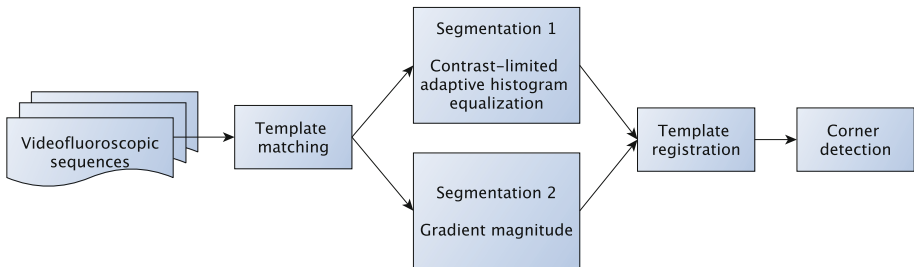 Videofluoroscopic
sequences
Template
matching
Segmentation 1
Contrast-limited
adaptive histogram
equalization
Segmentation 2
Gradient magnitude
Template
registration
Corner
detection